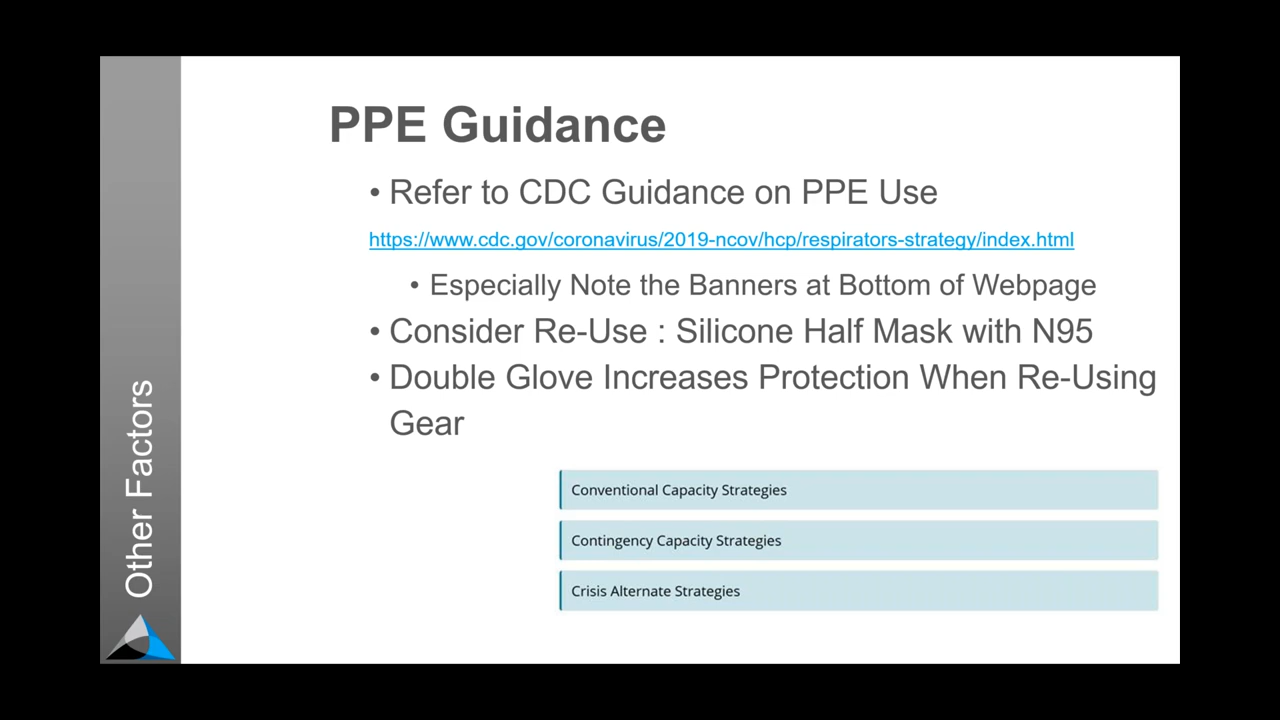 PPE Guidance
• Refer to CDC Guidance on PPE Use
https://www.cdc.gov/coronavirus/2019-ncov/hcp/respirators-strategy/index.html
• Especially Note the Banners at Bottom of Webpage
• Consider Re-Use : Silicone Half Mask with N95
• Double Glove Increases Protection When Re-Using
Gear
Conventional Capacity Strategies
Contingency Capacity Strategies
Crisis Alternate Strategies
Other Factors